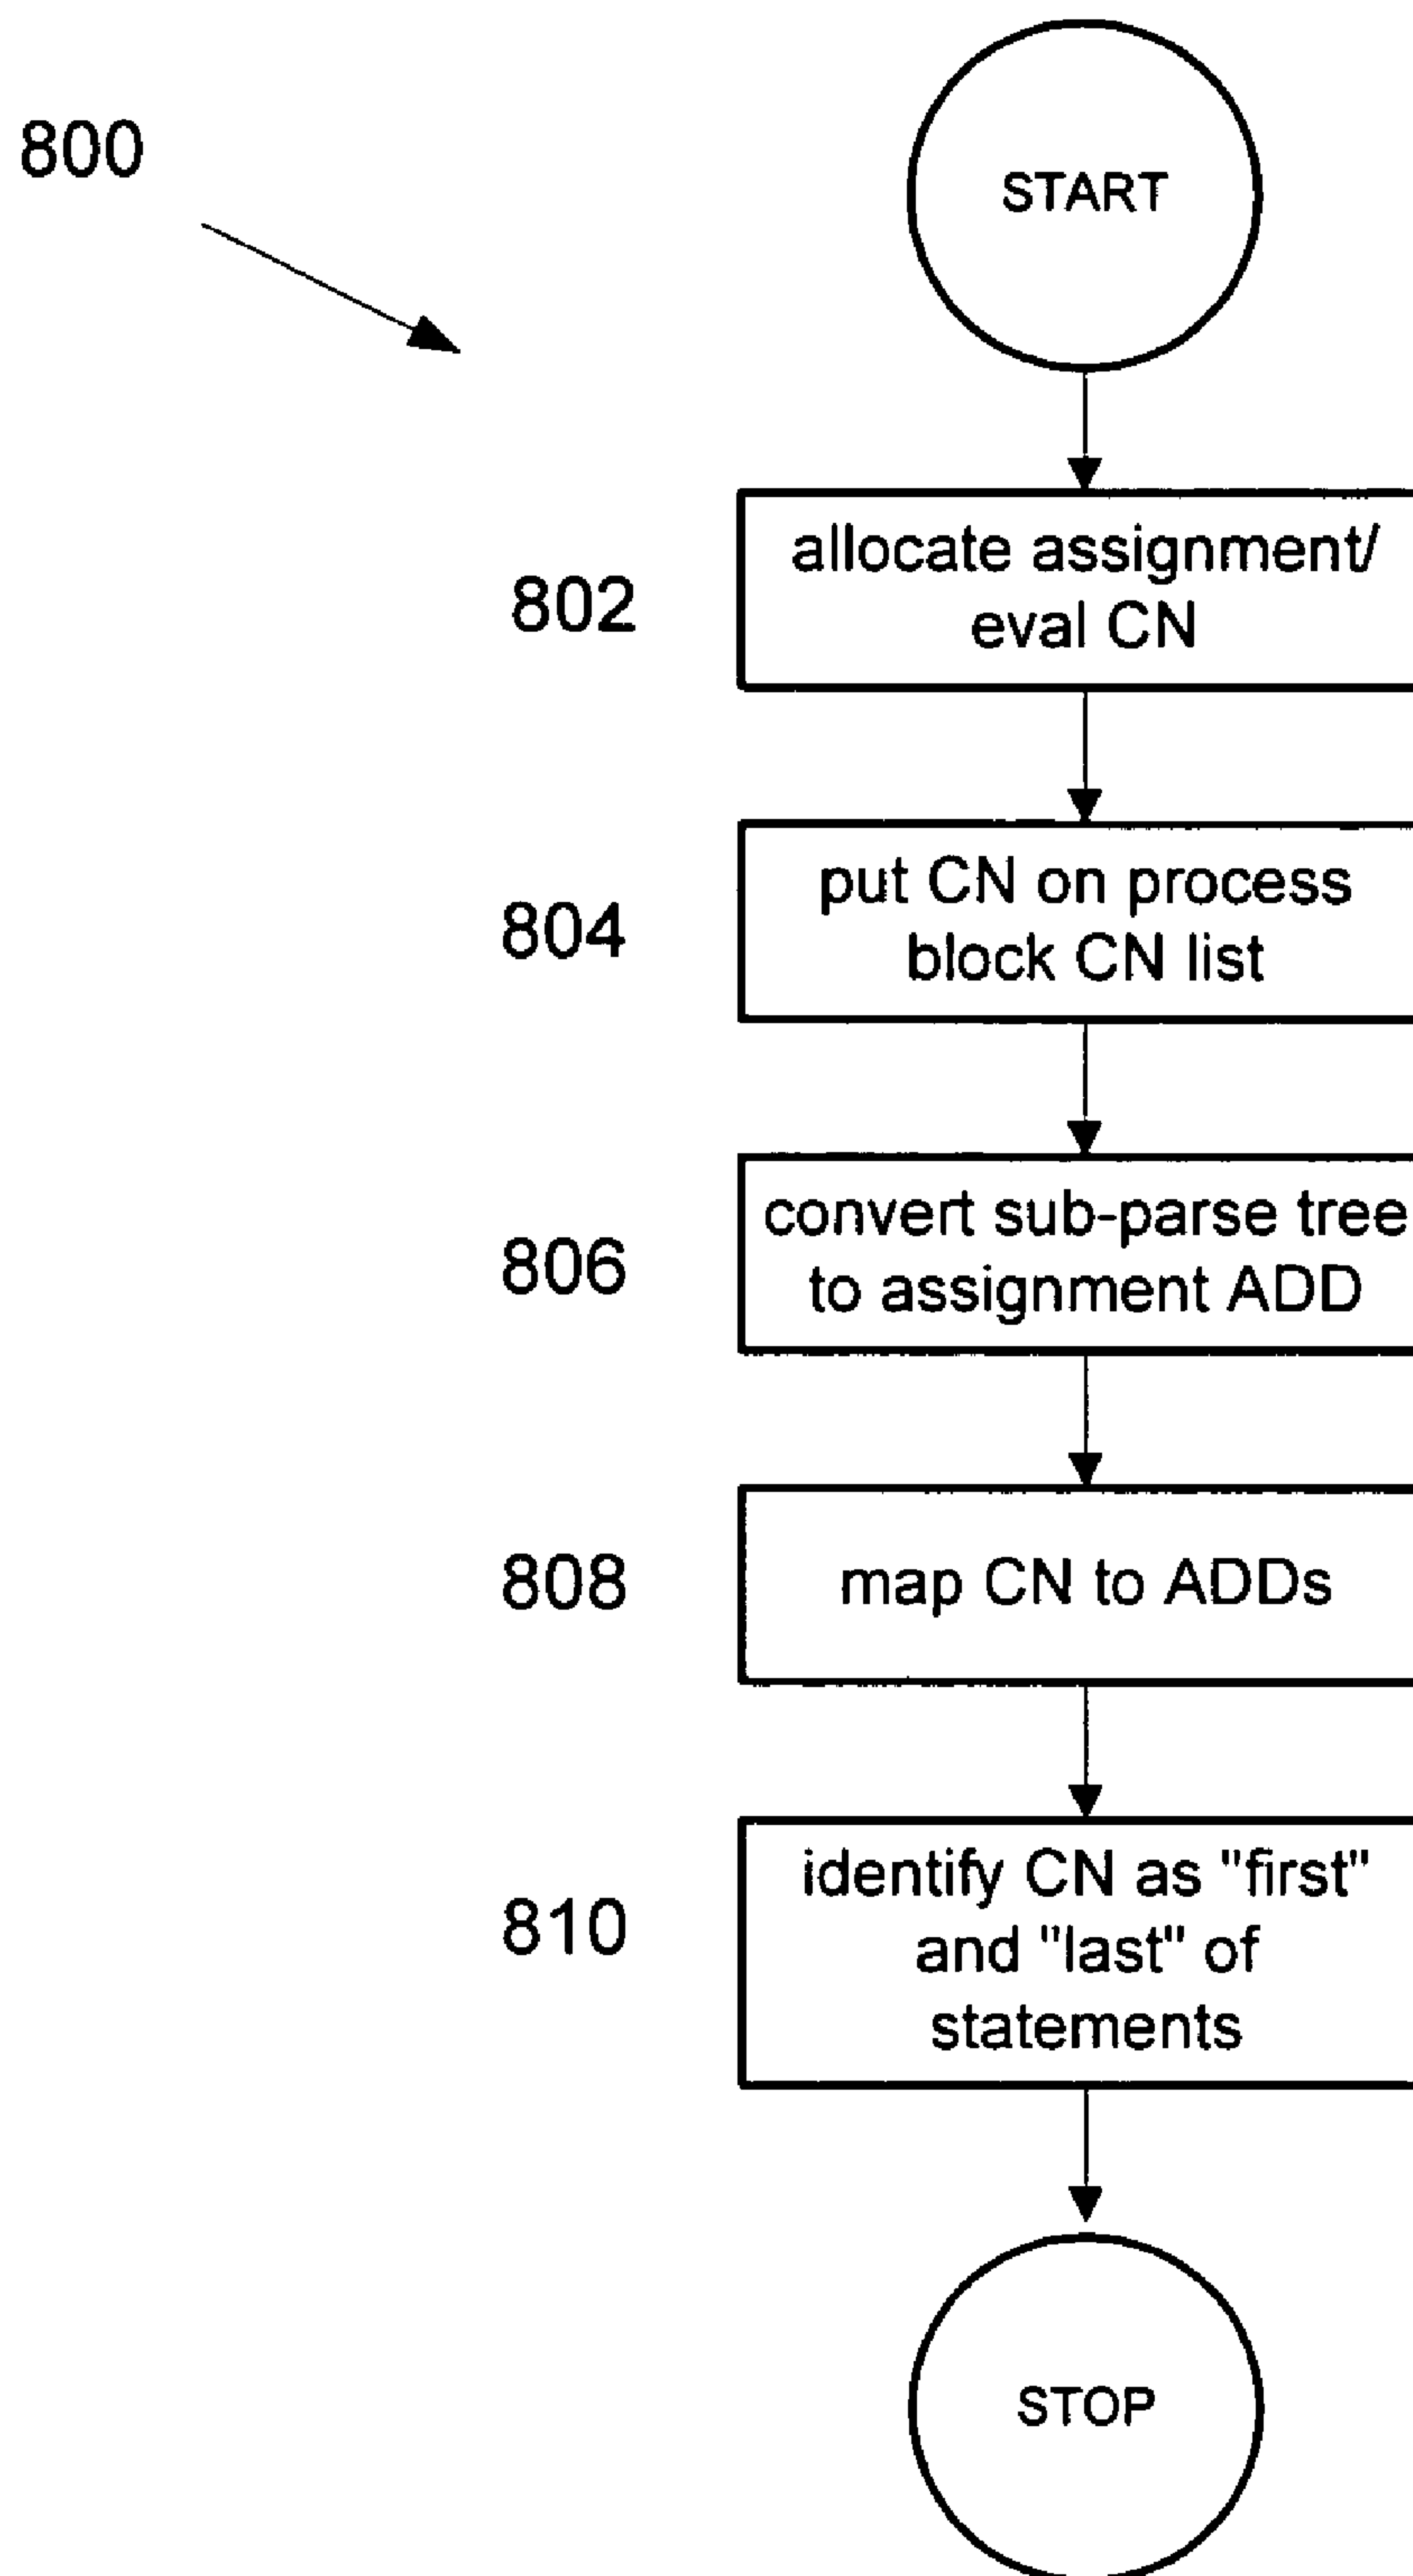 800
START
802
allocate assignment/
eval CN
804
put CN on process
block CN list
806
convert sub-parse tree
to assignment ADD
808
map CN to ADDs
810
identify CN as "first"
and "last" of
statements
STOP